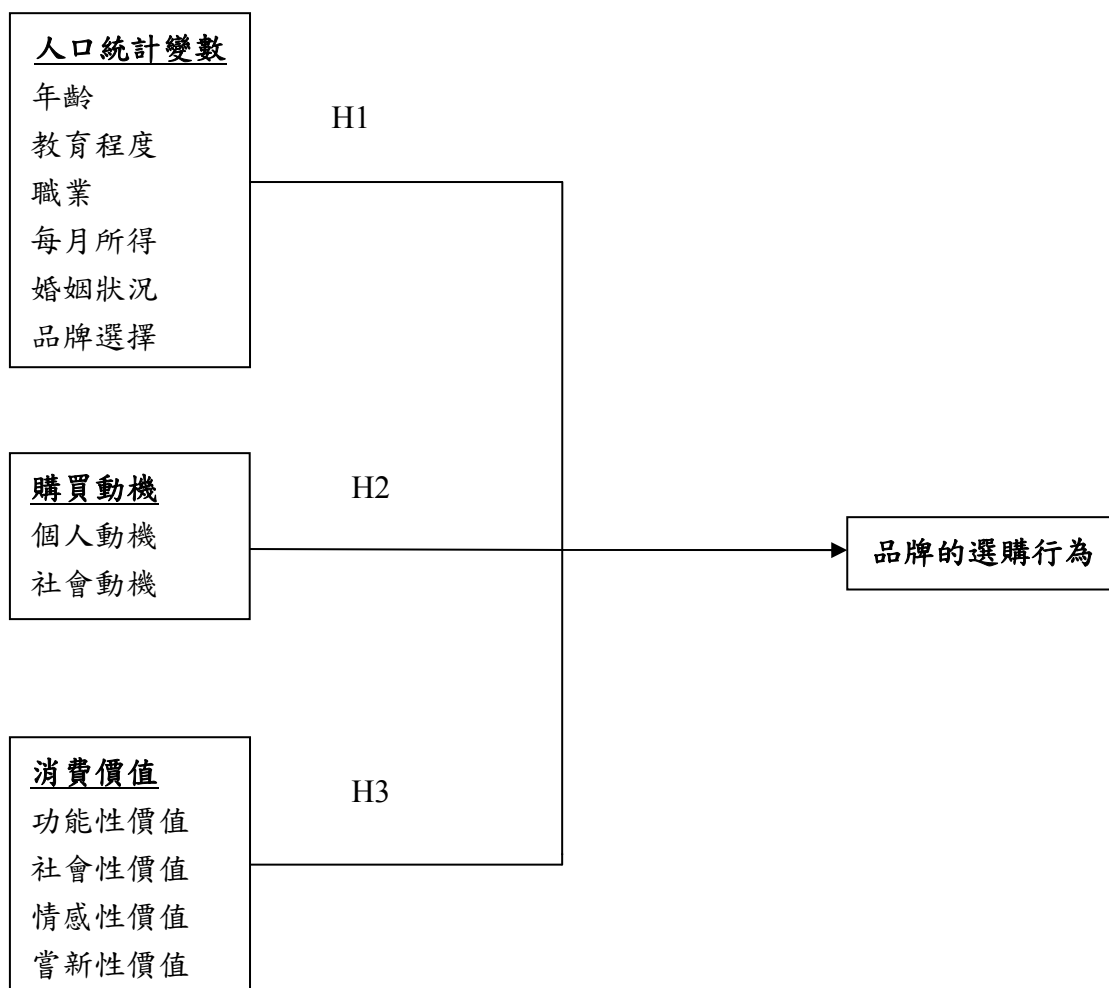 人口統計變數
年齡
教育程度
職業
每月所得
婚姻狀況
品牌選擇
H1
購買動機
個人動機
社會動機
H2
品牌的選購行為
消費價值
功能性價值
社會性價值
情感性價值
嘗新性價值
H3